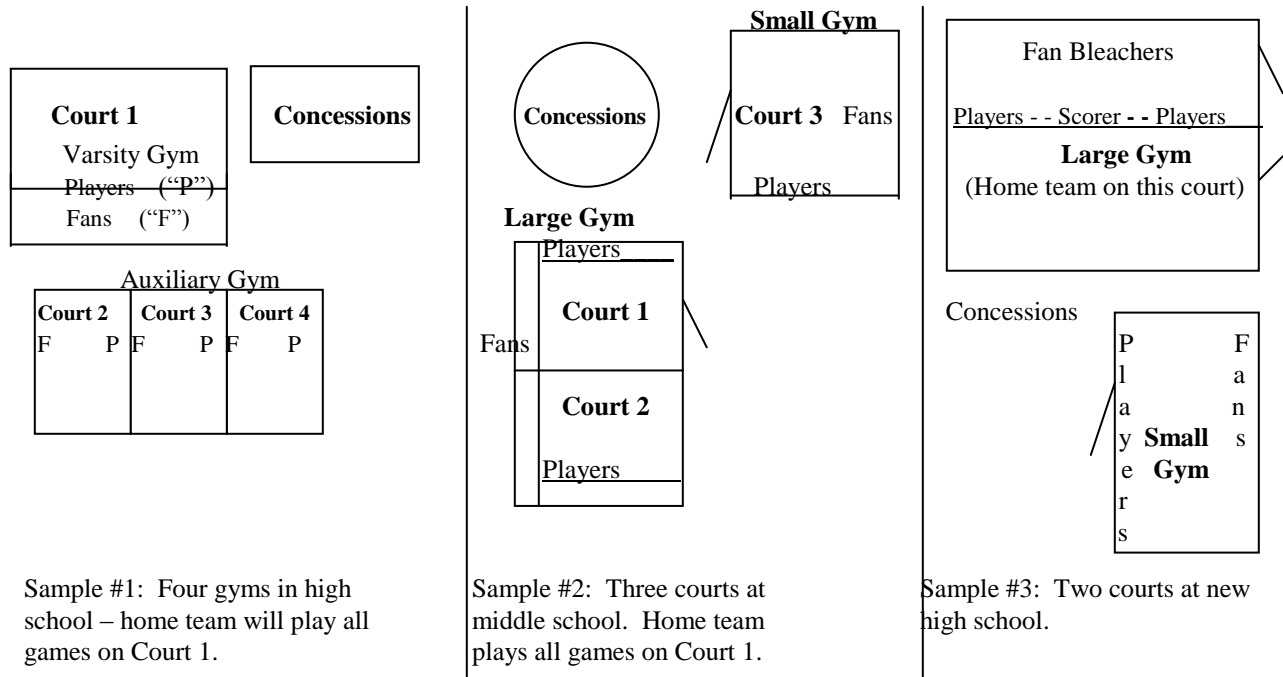 Court 1
Concessions
Varsity Gym
Players ("P")
Fans ("F")
Auxiliary Gym
Court 2 Court 3 Court 4
F P F P F P
Sample #1: Four gyms in high
school – home team will play all
games on Court 1.
Small Gym
Concessions
Court 3 Fans
Players
Large Gym
Players_____
Court 1
Fans
Court 2
Players_____
Sample #2: Three courts at
middle school. Home team
plays all games on Court 1.
Fan Bleachers
Players - - Scorer - - Players___
Large Gym
(Home team on this court)
Concessions
Players
Fans
Small
Gym
Sample #3: Two courts at new
high school.